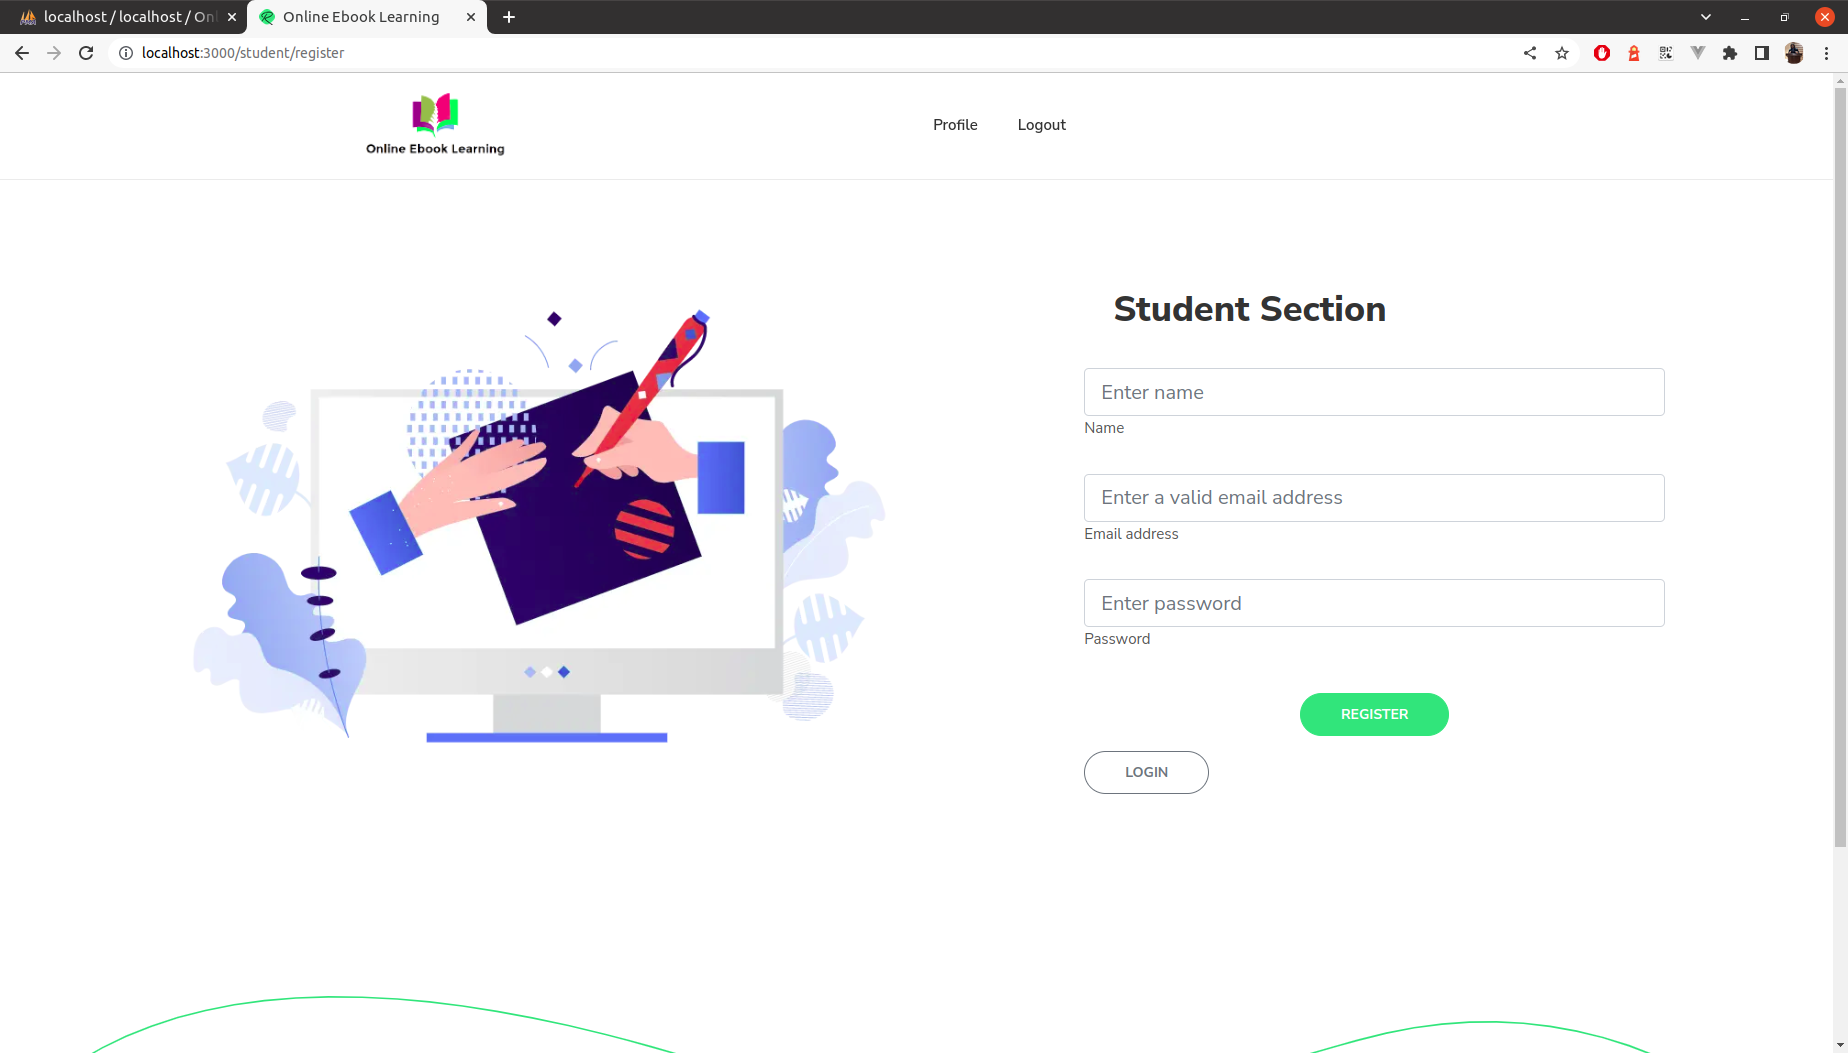 localhost / localhost / Onl
Online Ebook Learning
localhost:3000/student/register
Online Ebook Learning
Profile
Logout
Student Section
Enter name
Name
Enter a valid email address
Email address
Enter password
Password
REGISTER
LOGIN